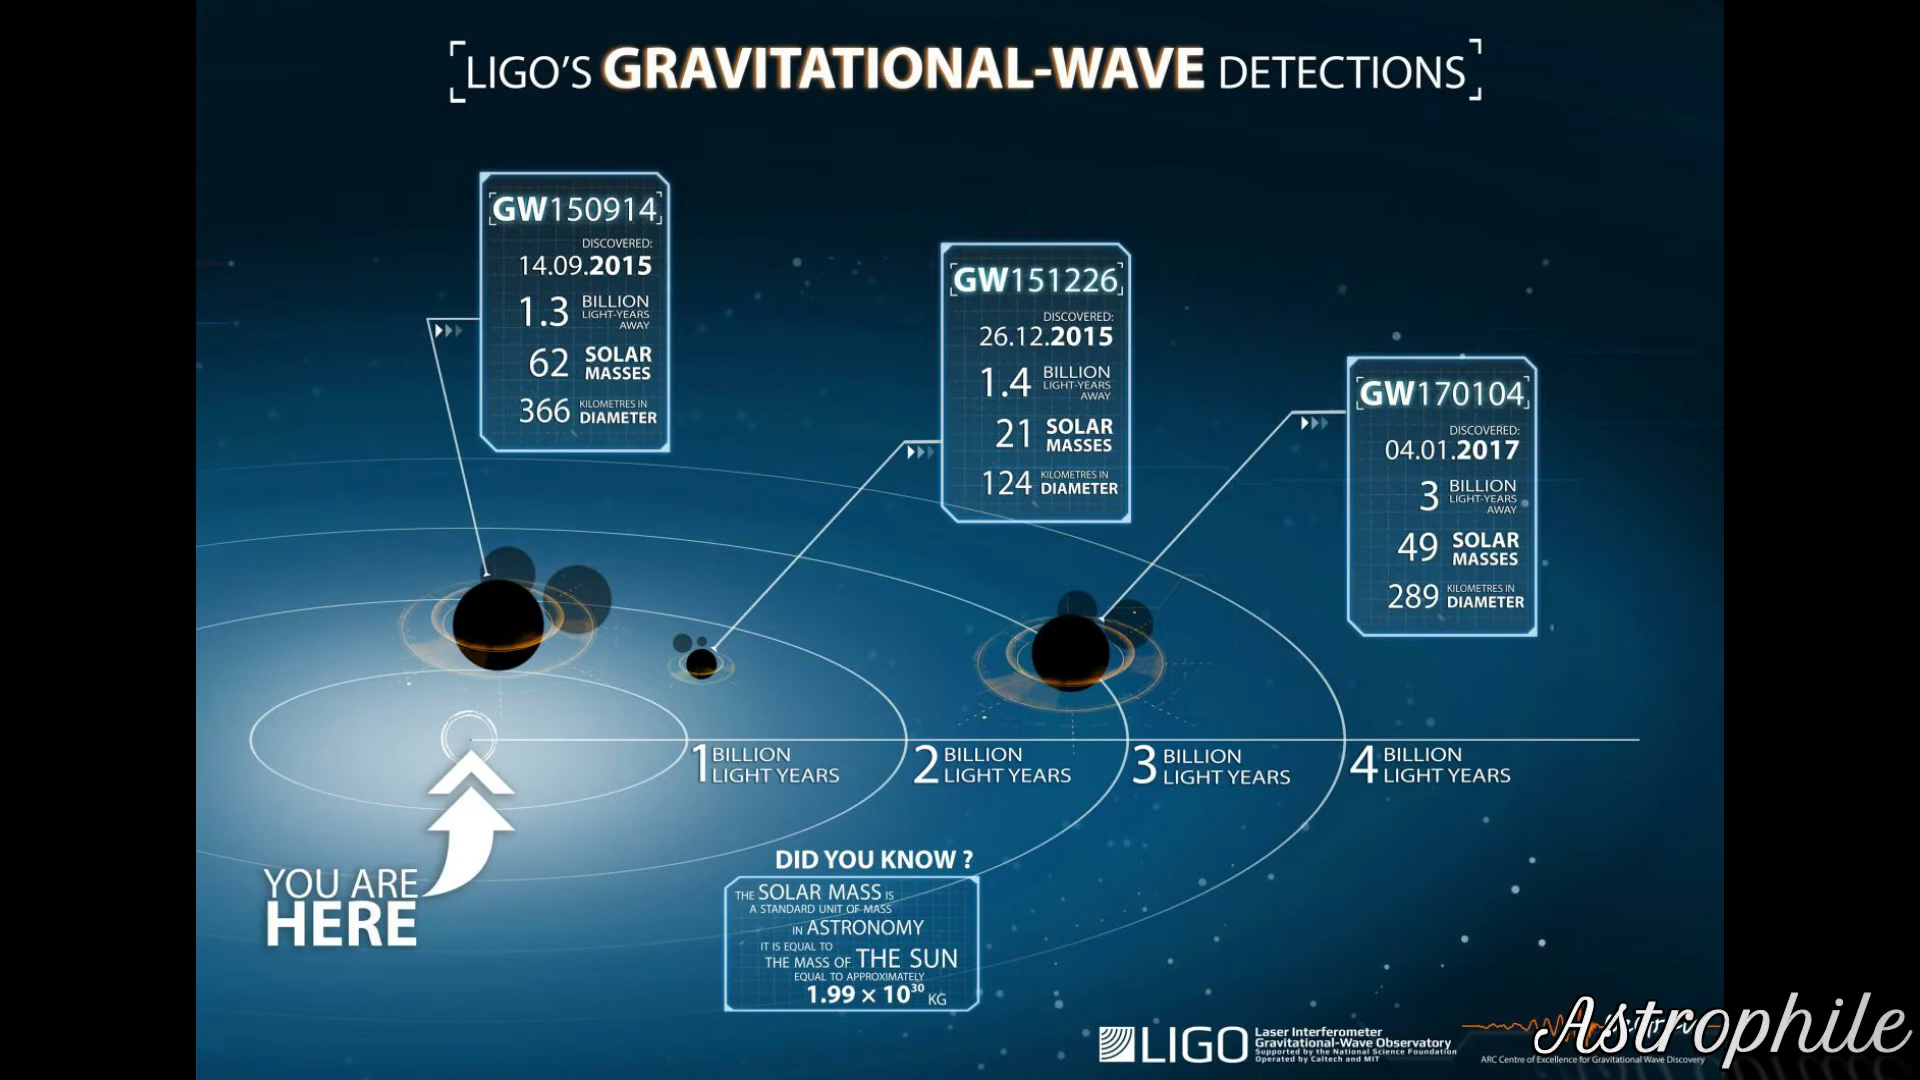 LIGO'S GRAVITATIONAL-WAVE DETECTIONS
GW150914
DISCOVERED:
14.09.2015
1.3 BILLION
LIGHT-YEARS
AWAY
62 SOLAR
MASSES
366 KILOMETRES IN
DIAMETER
GW151226
DISCOVERED:
26.12.2015
1.4 BILLION
LIGHT-YEARS
AWAY
21 SOLAR
MASSES
124 KILOMETRES IN
DIAMETER
GW170104
DISCOVERED:
04.01.2017
3 BILLION
LIGHT-YEARS
AWAY
49 SOLAR
MASSES
289 KILOMETRES IN
DIAMETER
1 BILLION
LIGHT YEARS
2 BILLION
LIGHT YEARS
3 BILLION
LIGHT YEARS
4 BILLION
LIGHT YEARS
YOU ARE
HERE
DID YOU KNOW ?
THE SOLAR MASS IS
A STANDARD UNIT OF MASS
IN ASTRONOMY
IT IS EQUAL TO
THE MASS OF THE SUN
EQUAL TO APPROXIMATELY
1.99 × 10³⁰ KG
LIGO
Laser Interferometer
Gravitational-Wave Observatory
Supported by the National Science Foundation
Operated by Caltech and MIT
ARC Centre of Excellence for Gravitational Wave Discovery
Astrophile